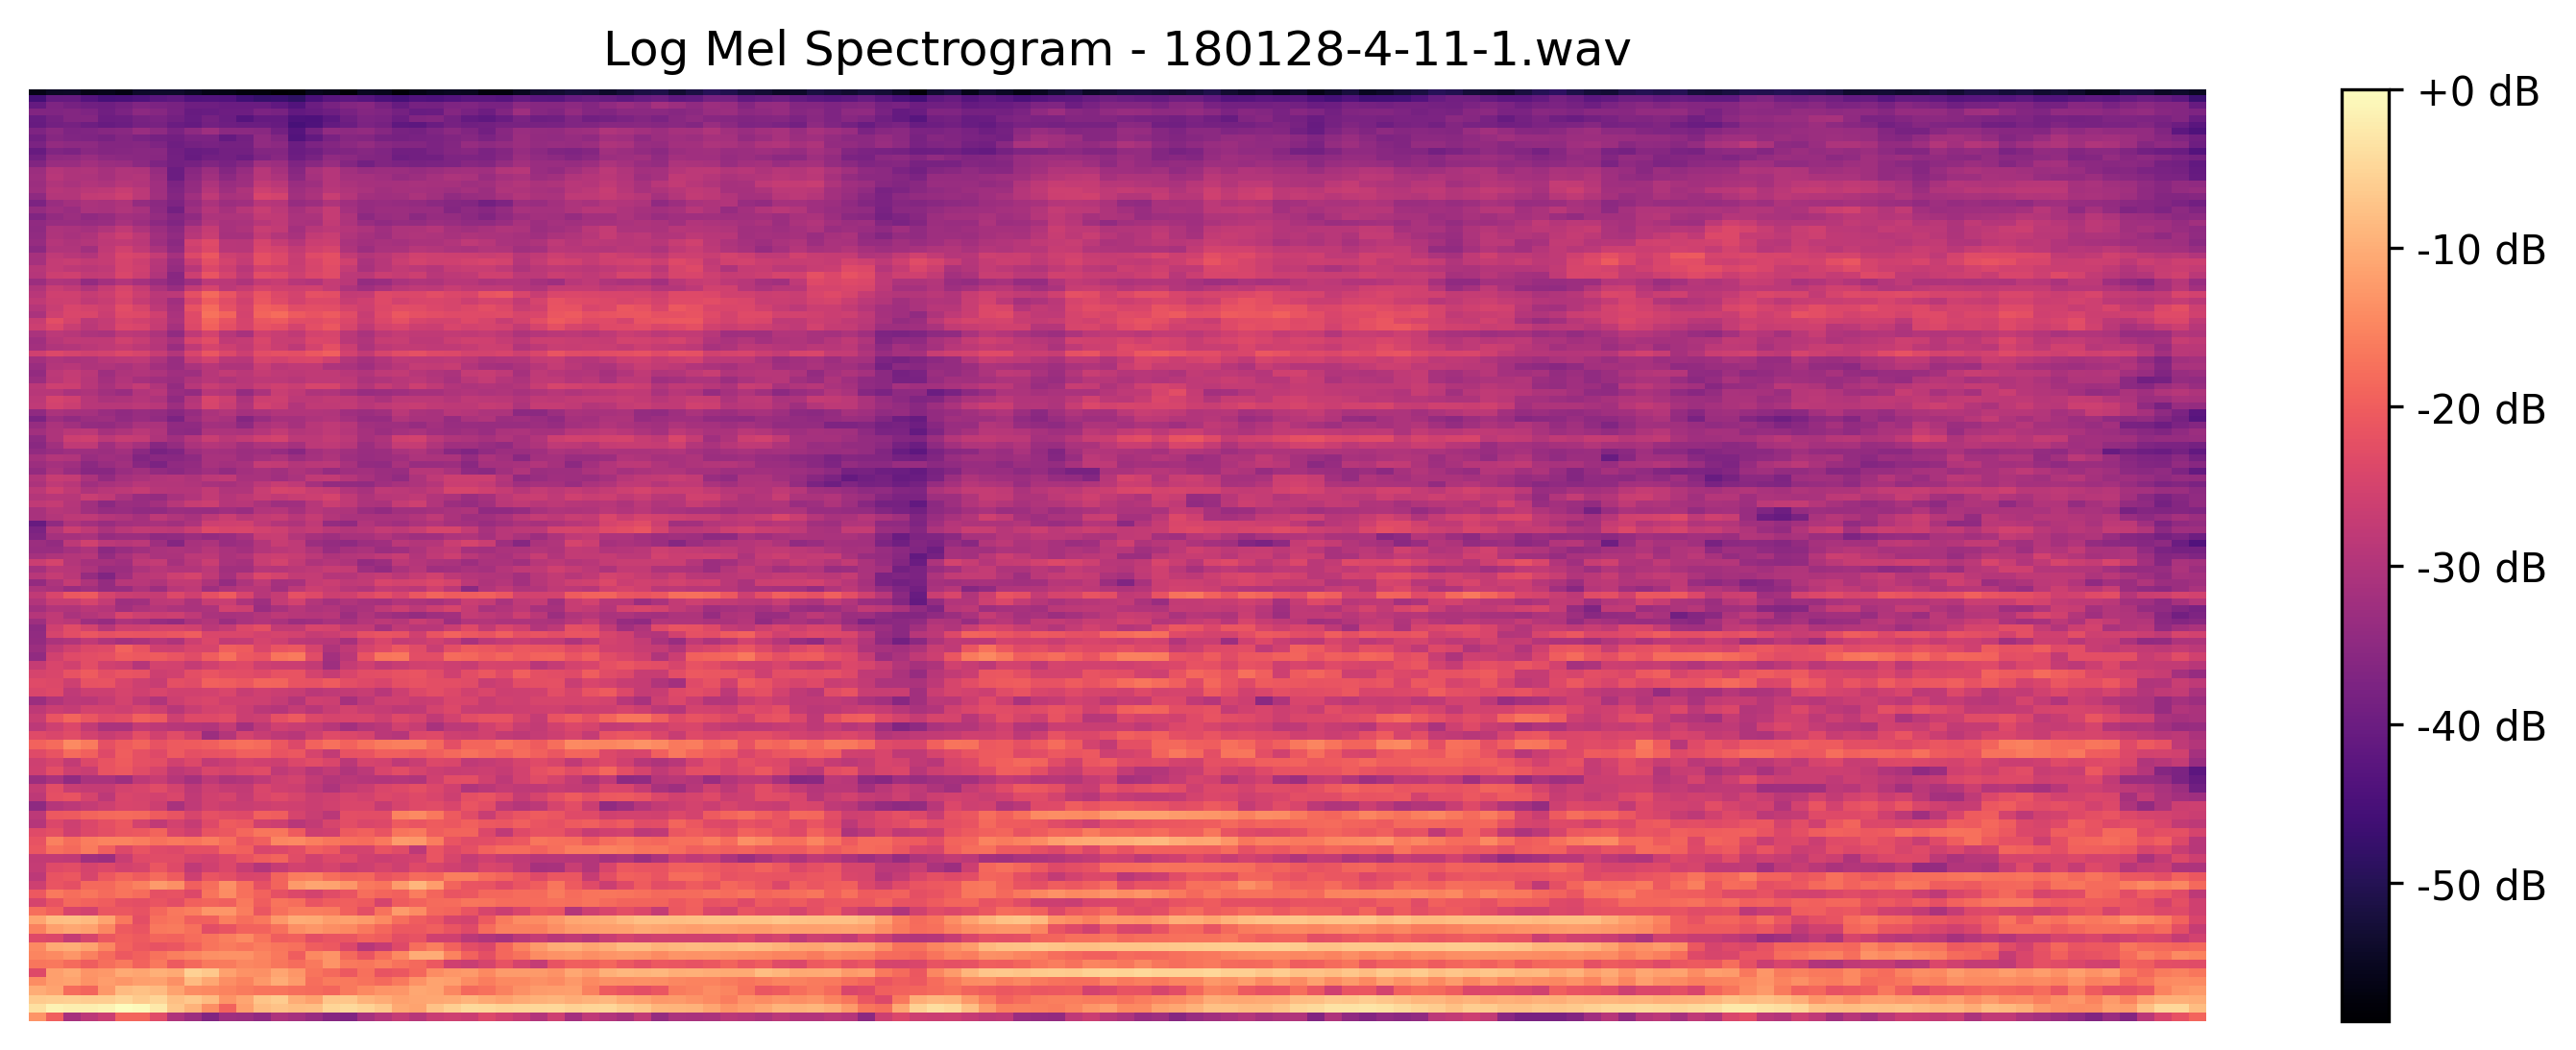 Log Mel Spectrogram - 180128-4-11-1.wav
+0 dB
-10 dB
-20 dB
-30 dB
-40 dB
-50 dB